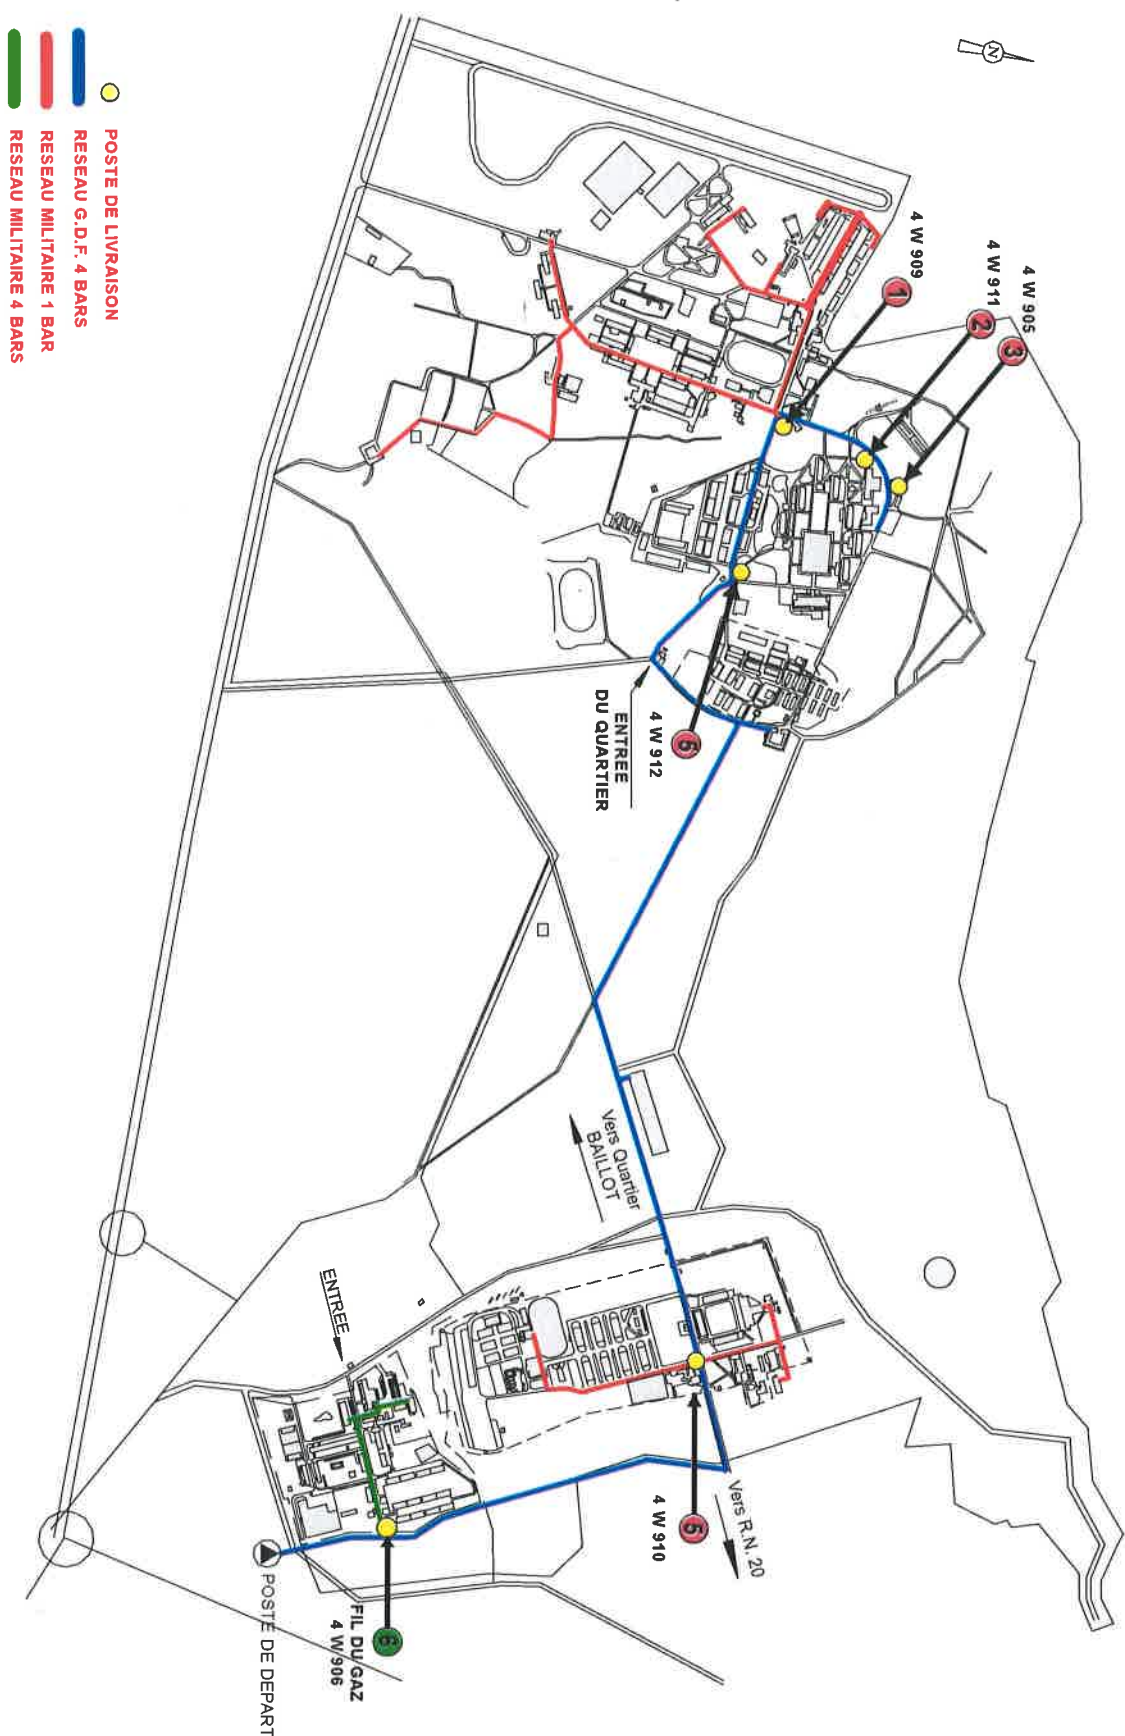 N
POSTE DE LIVRAISON
RESEAU G.D.F. 4 BARS
RESEAU MILITAIRE 1 BAR
RESEAU MILITAIRE 4 BARS
4 W 909
1
4 W 911
2
4 W 905
3
4 W 912
5
ENTREE
DU QUARTIER
Vers Quartier
BAILLOT
ENTREE
4 W 910
5
Vers R.N. 20
FIL DU GAZ
4 W 906
6
POSTE DE DEPART